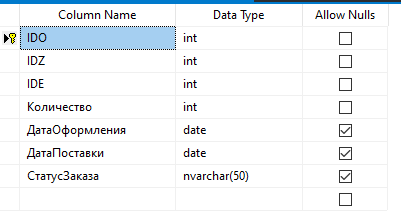 Column Name Data Type Allow Nulls
IDO int
IDZ int
IDE int
Количество int
ДатаОформления date
ДатаПоставки date
СтатусЗаказа nvarchar(50)